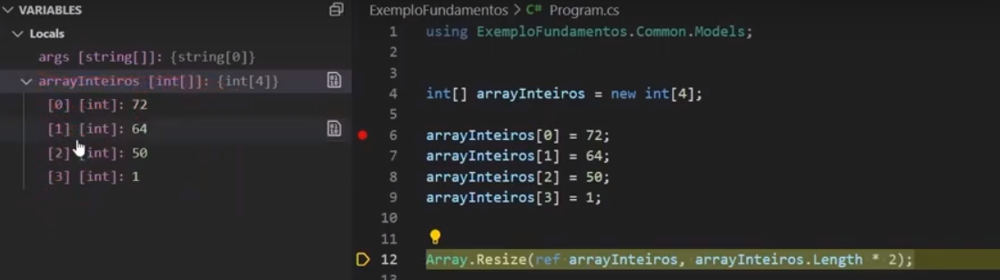 VARIABLES
Locals
args [string[]]: {string[0]}
arrayInteiros [int[]]: {int[4]}
[0] [int]: 72
[1] [int]: 64
[2] [int]: 50
[3] [int]: 1
ExemploFundamentos > C# Program.cs
1 using ExemploFundamentos.Common.Models;
2
3
4 int[] arrayInteiros = new int[4];
5
6 arrayInteiros[0] = 72;
7 arrayInteiros[1] = 64;
8 arrayInteiros[2] = 50;
9 arrayInteiros[3] = 1;
10
11
12 Array.Resize(ref arrayInteiros, arrayInteiros.Length * 2);
13